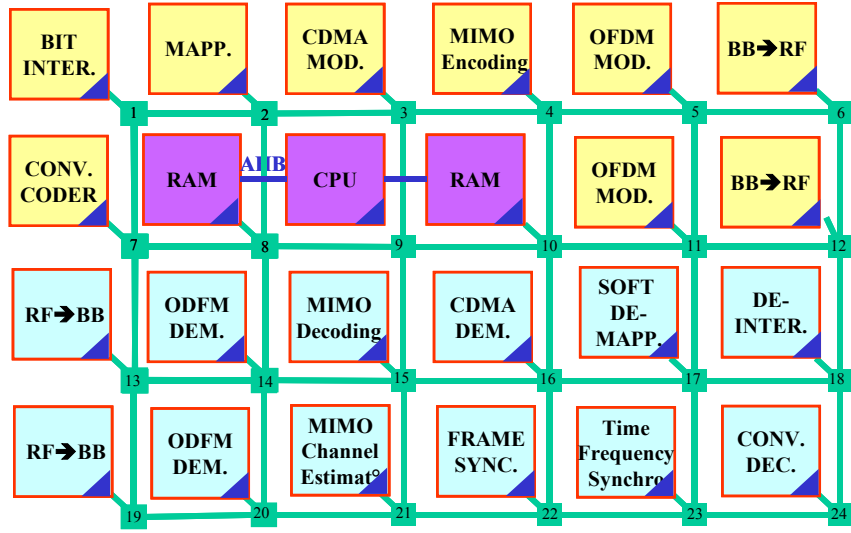 BIT
INTER.
MAPP.
CDMA
MOD.
MIMO
Encoding
OFDM
MOD.
BB➔RF
1
2
3
4
5
6
CONV.
CODER
RAM
AHB
CPU
RAM
OFDM
MOD.
BB➔RF
7
8
9
10
11
12
RF➔BB
ODFM
DEM.
MIMO
Decoding
CDMA
DEM.
SOFT
DE-
MAPP.
DE-
INTER.
13
14
15
16
17
18
RF➔BB
ODFM
DEM.
MIMO
Channel
Estimat°
FRAME
SYNC.
Time
Frequency
Synchro
CONV.
DEC.
19
20
21
22
23
24